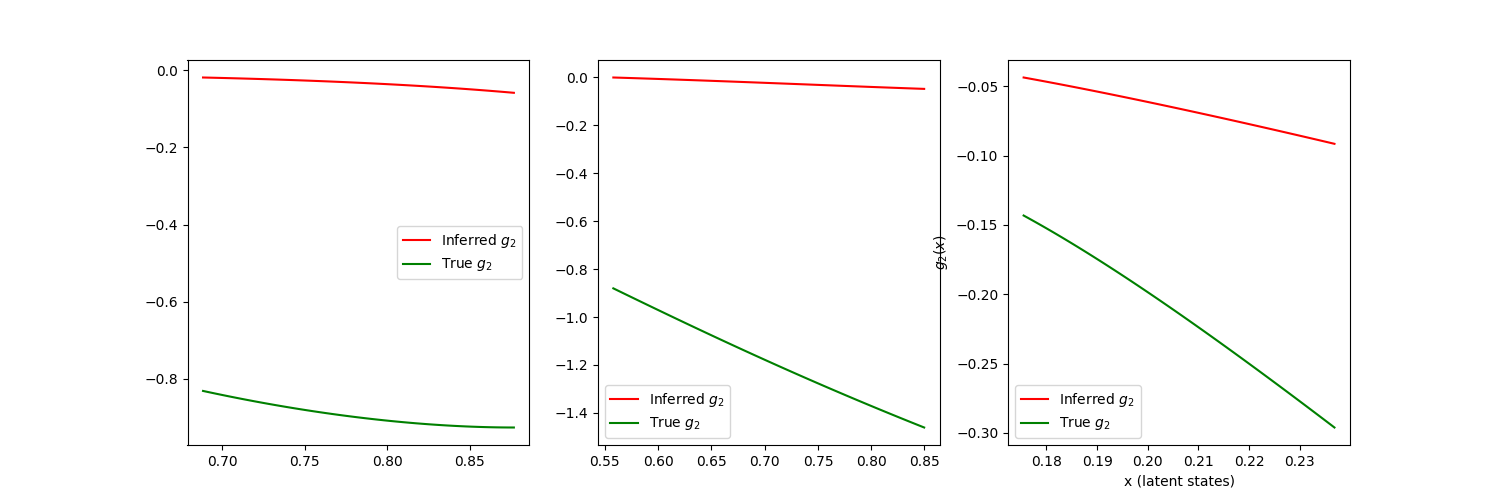 0.0
−0.2
−0.4
−0.6
−0.8
Inferred g₂
True g₂
0.70 0.75 0.80 0.85
0.0
−0.2
−0.4
−0.6
−0.8
−1.0
−1.2
−1.4
Inferred g₂
True g₂
0.55 0.60 0.65 0.70 0.75 0.80 0.85
g₂(x)
−0.05
−0.10
−0.15
−0.20
−0.25
−0.30
Inferred g₂
True g₂
0.18 0.19 0.20 0.21 0.22 0.23
x (latent states)